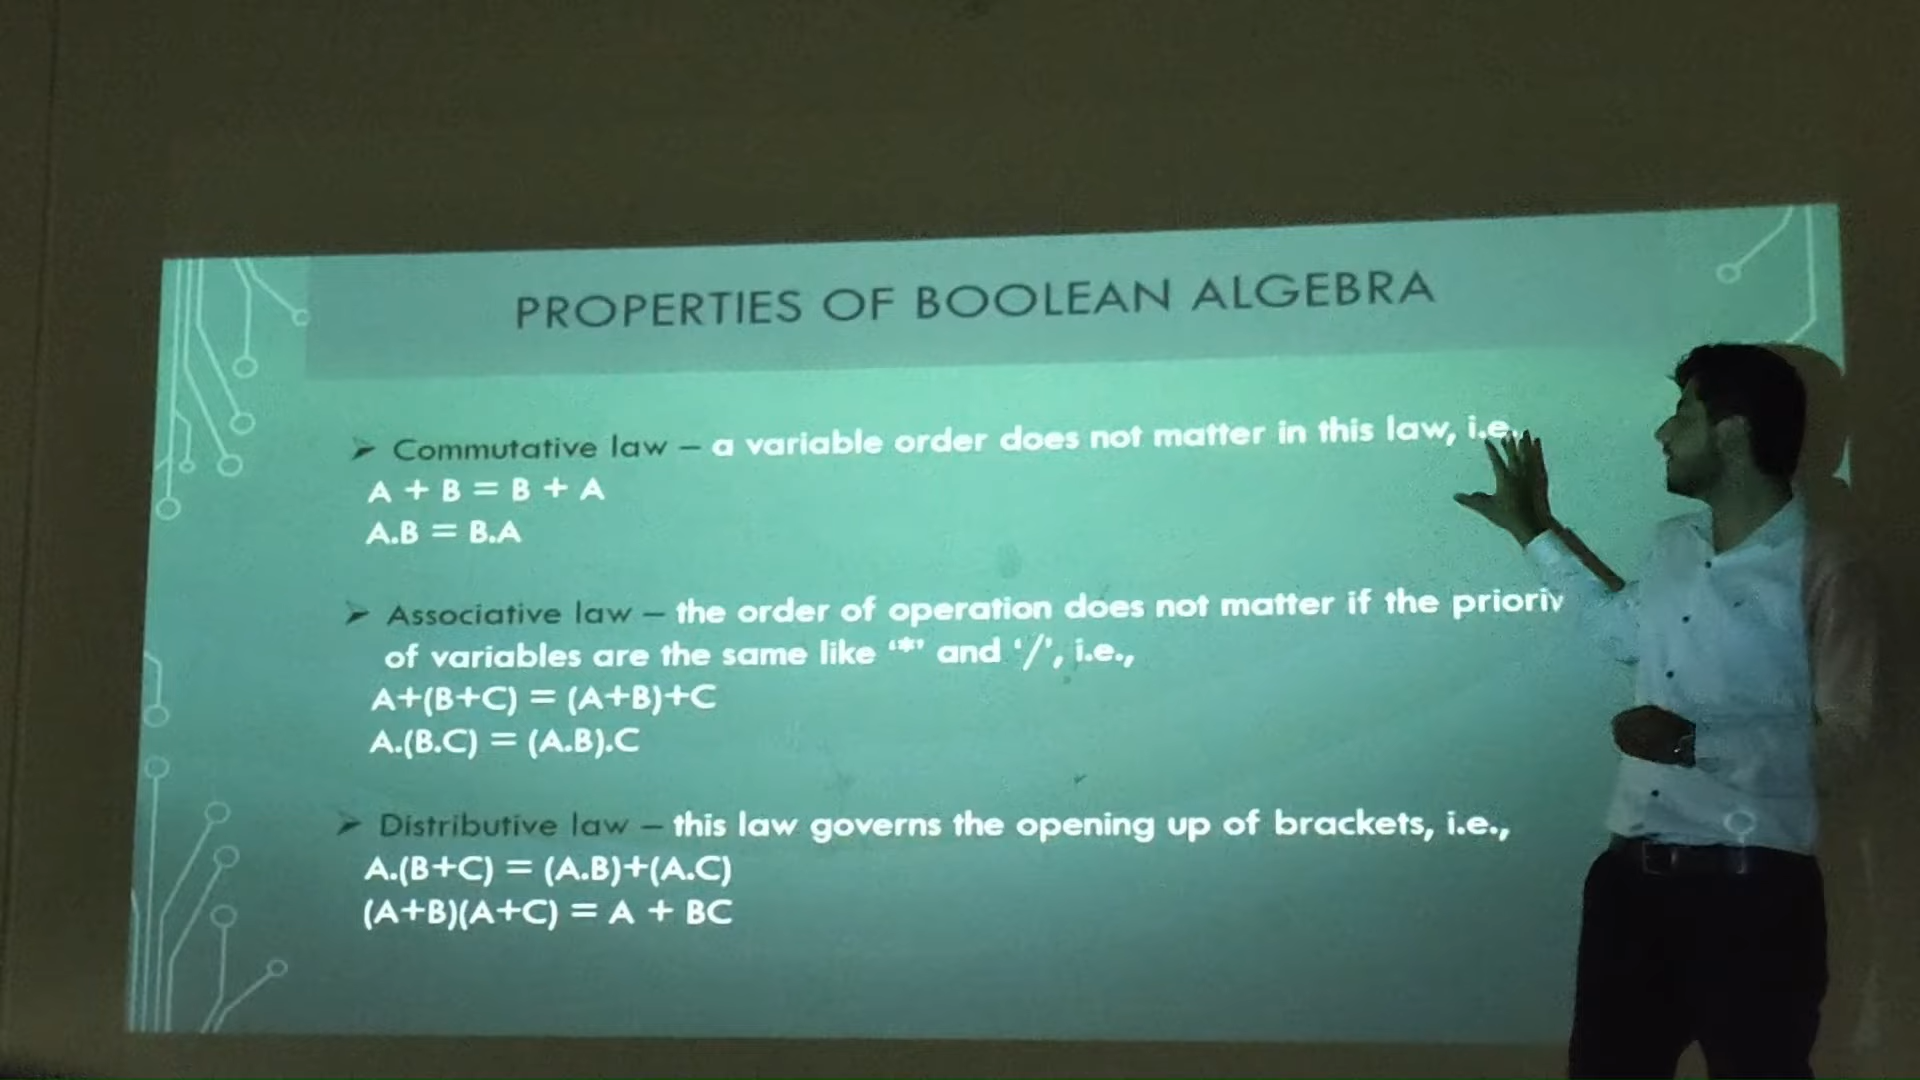 PROPERTIES OF BOOLEAN ALGEBRA
➤ Commutative law – a variable order does not matter in this law, i.e.,
A + B = B + A
A.B = B.A
➤ Associative law – the order of operation does not matter if the
of variables are the same like ‘*’ and ‘/’, i.e.,
A+(B+C) = (A+B)+C
A.(B.C) = (A.B).C
➤ Distributive law – this law governs the opening up of brackets, i.e.,
A.(B+C) = (A.B)+(A.C)
(A+B)(A+C) = A + BC